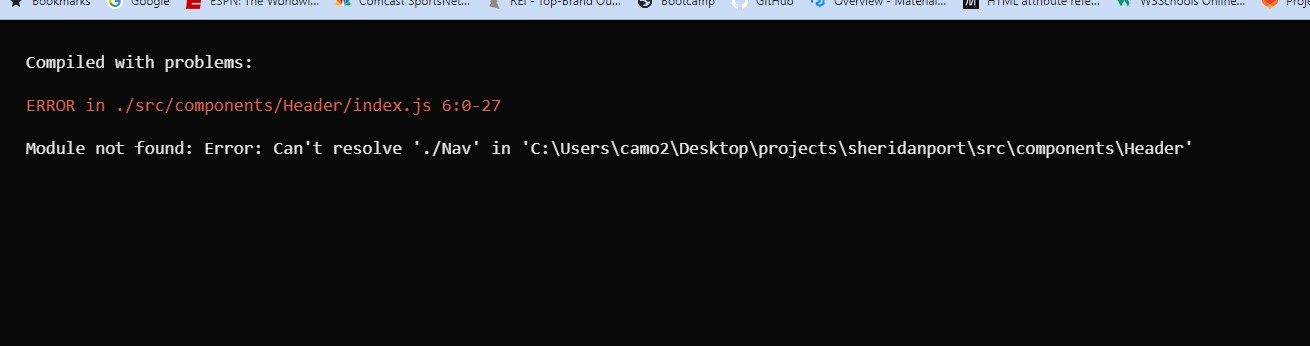 Bookmarks Google ESPN: The Worldwi... Comcast SportsNet... REI - Top-Brand Ou... Bootcamp GitHub Overview - Material... HTML attribute refe... W3Schools Online... Proje
Compiled with problems:
ERROR in ./src/components/Header/index.js 6:0-27
Module not found: Error: Can't resolve './Nav' in 'C:\Users\camo2\Desktop\projects\sheridanport\src\components\Header'